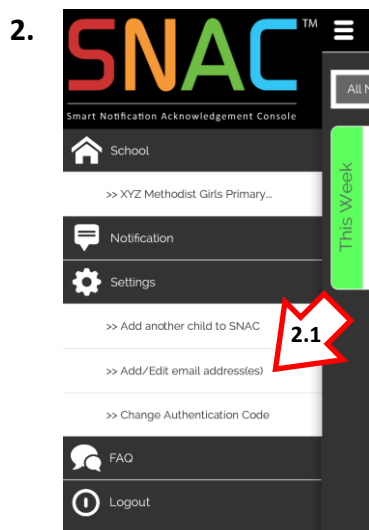 2.
SNAC™
Smart Notification Acknowledgement Console
School
>> XYZ Methodist Girls Primary...
Notification
Settings
>> Add another child to SNAC
2.1
>> Add/Edit email address(es)
>> Change Authentication Code
FAQ
Logout
All
This Week